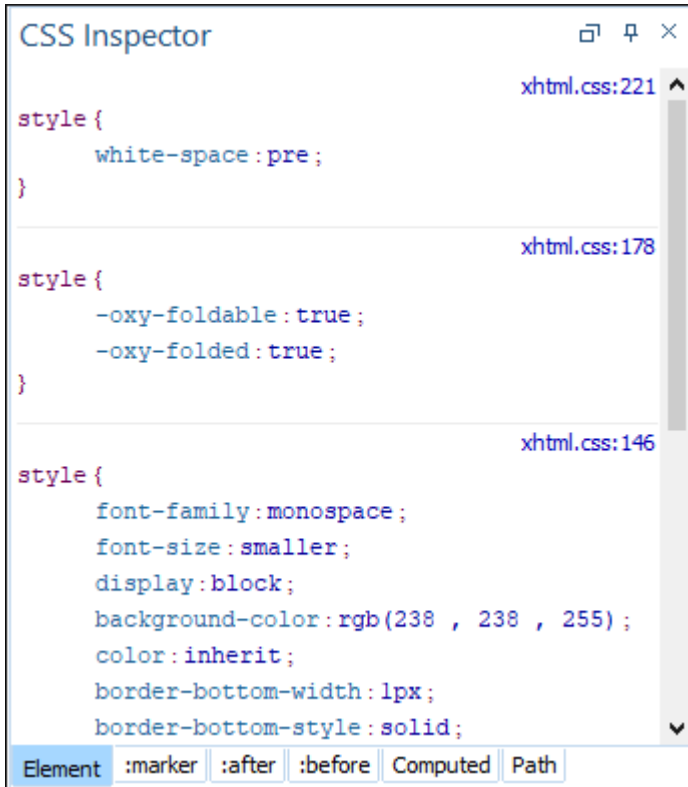 CSS Inspector
xhtml.css:221
style{
white-space:pre;
}
xhtml.css:178
style{
-oxy-foldable:true;
-oxy-folded:true;
}
xhtml.css:146
style{
font-family:monospace;
font-size:smaller;
display:block;
background-color:rgb(238 , 238 , 255);
color:inherit;
border-bottom-width:1px;
border-bottom-style:solid;
Element :marker :after :before Computed Path